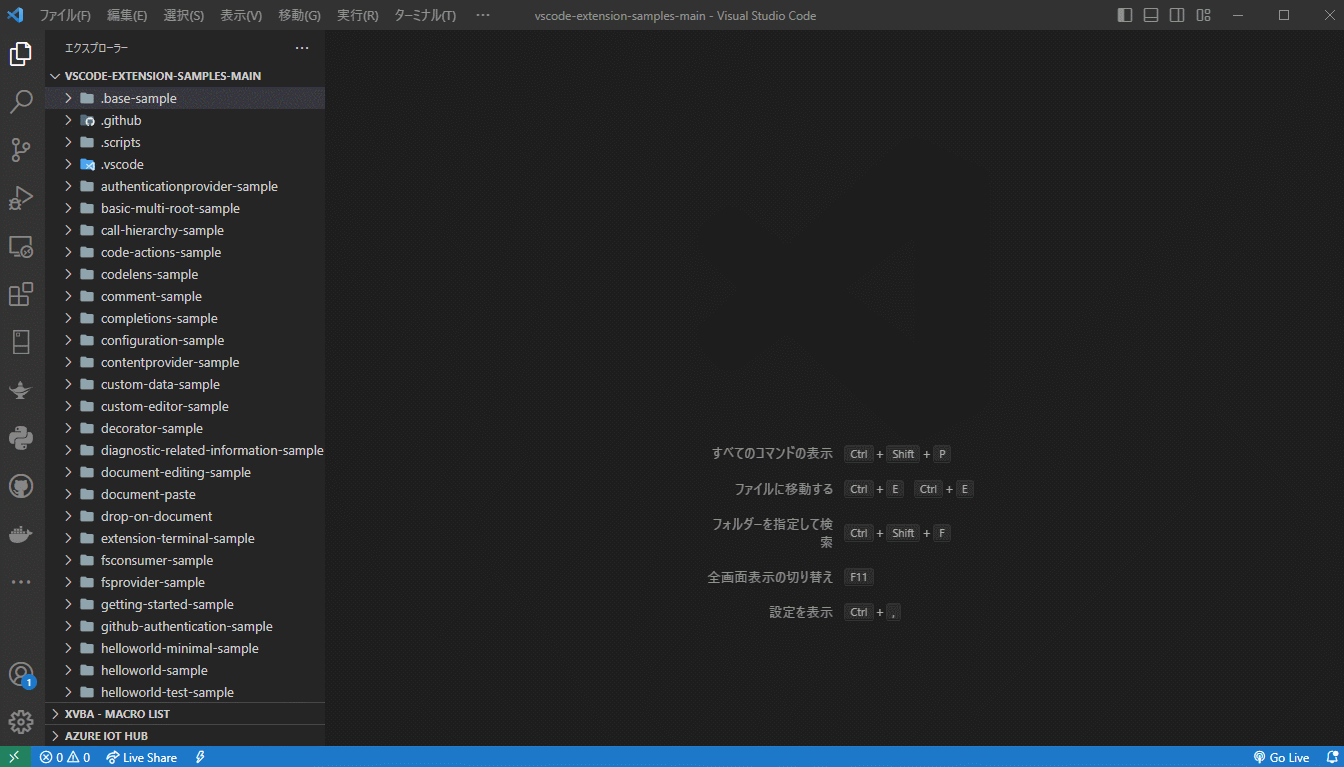 ファイル(F) 編集(E) 選択(S) 表示(V) 移動(G) 実行(R) ターミナル(T) ··· vscode-extension-samples-main - Visual Studio Code
エクスプローラー ···
VSCODE-EXTENSION-SAMPLES-MAIN
.base-sample
.github
.scripts
.vscode
authenticationprovider-sample
basic-multi-root-sample
call-hierarchy-sample
code-actions-sample
codelens-sample
comment-sample
completions-sample
configuration-sample
contentprovider-sample
custom-data-sample
custom-editor-sample
decorator-sample
diagnostic-related-information-sample
document-editing-sample
document-paste
drop-on-document
extension-terminal-sample
fsconsumer-sample
fsprovider-sample
getting-started-sample
github-authentication-sample
helloworld-minimal-sample
helloworld-sample
helloworld-test-sample
XVBA - MACRO LIST
AZURE IOT HUB
すべてのコマンドの表示 Ctrl + Shift + P
ファイルに移動する Ctrl + E Ctrl + E
フォルダーを指定して検
索 Ctrl + Shift + F
全画面表示の切り替え F11
設定を表示 Ctrl + ,
1
0 0 Live Share Go Live